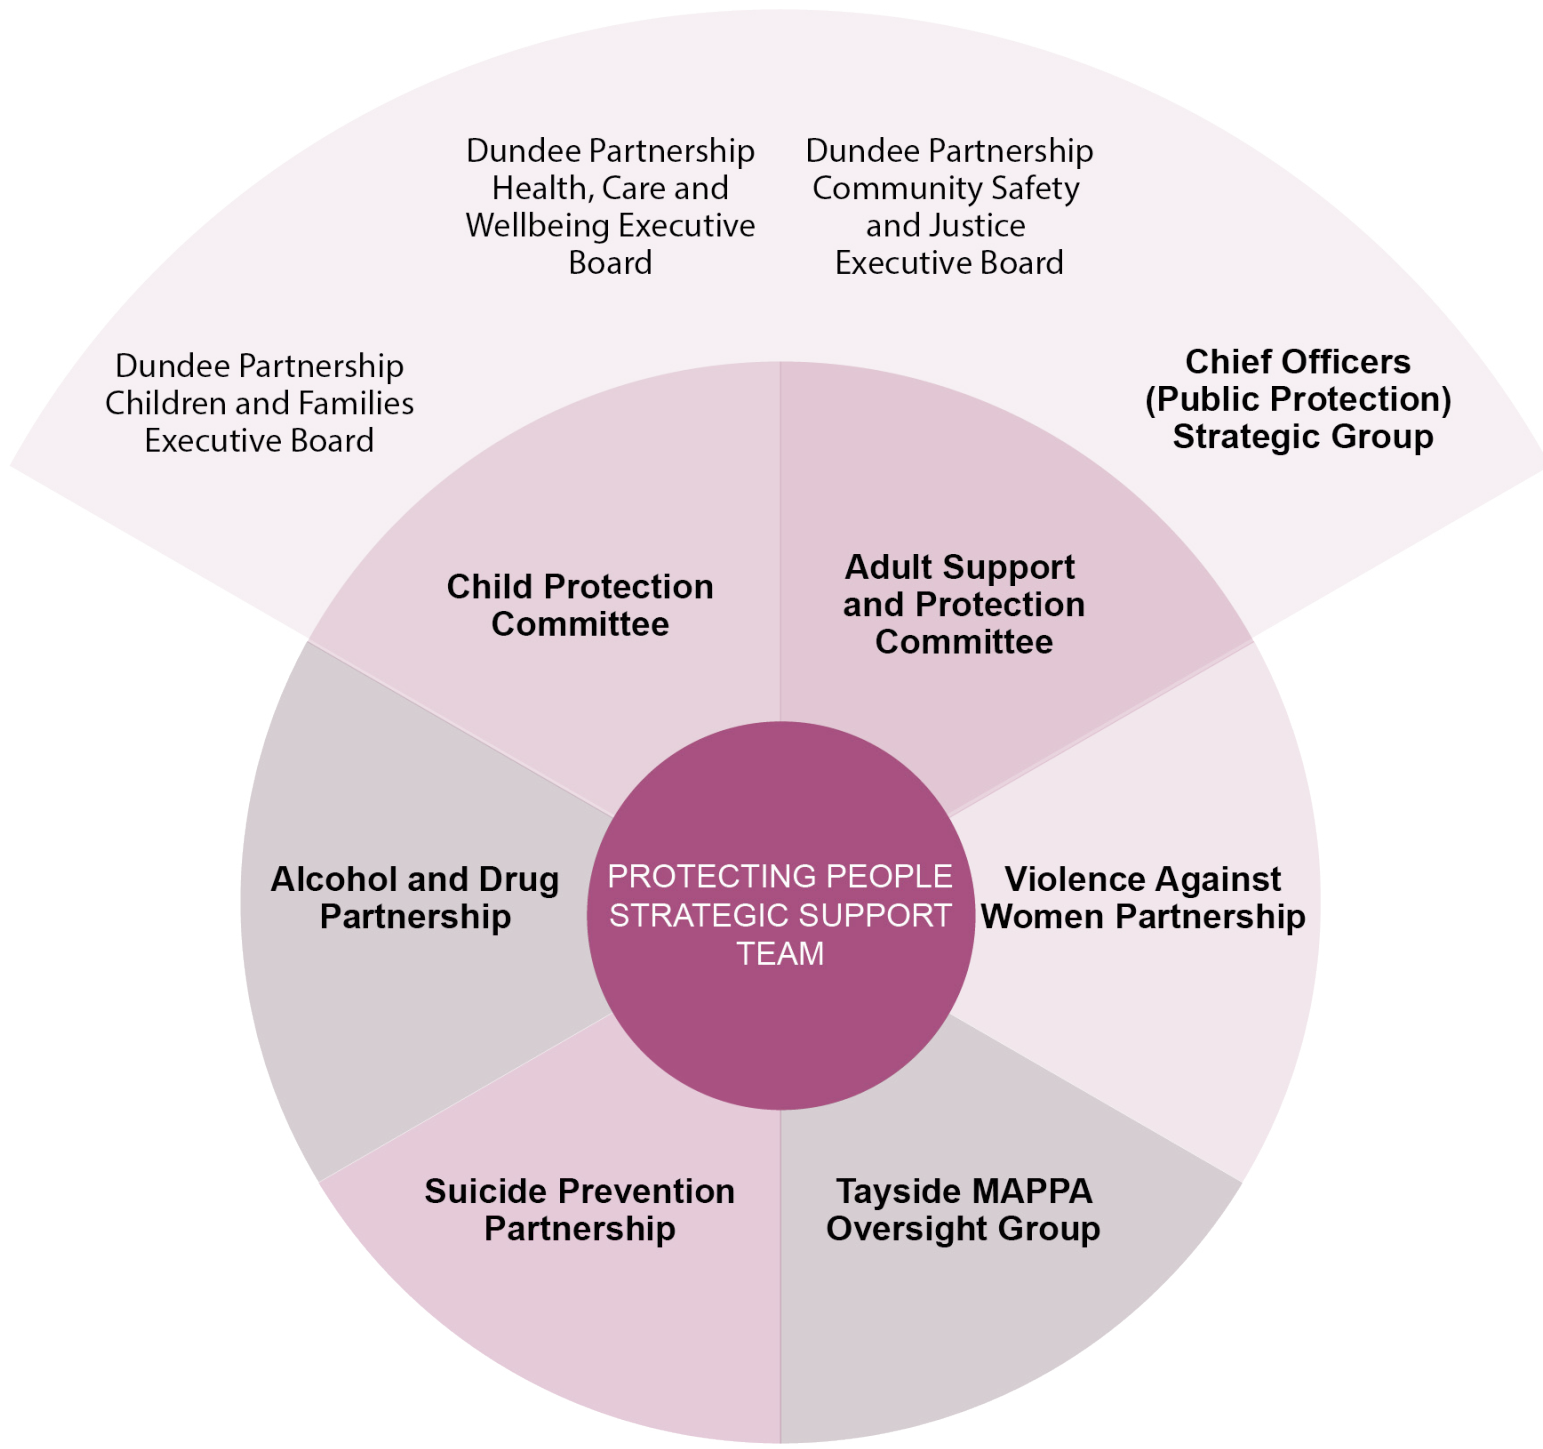 Dundee Partnership
Health, Care and
Wellbeing Executive
Board
Dundee Partnership
Community Safety
and Justice
Executive Board
Dundee Partnership
Children and Families
Executive Board
Chief Officers
(Public Protection)
Strategic Group
Child Protection
Committee
Adult Support
and Protection
Committee
Alcohol and Drug
Partnership
PROTECTING PEOPLE
STRATEGIC SUPPORT
TEAM
Violence Against
Women Partnership
Suicide Prevention
Partnership
Tayside MAPPA
Oversight Group